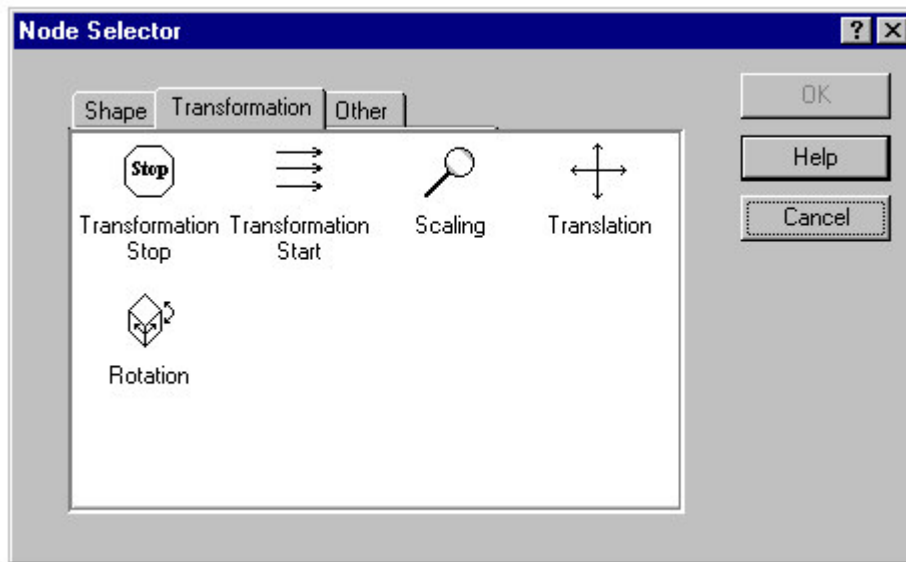 Node Selector
Shape Transformation Other
OK
Help
Cancel
Stop
Transformation Stop
Transformation Start
Scaling
Translation
Rotation